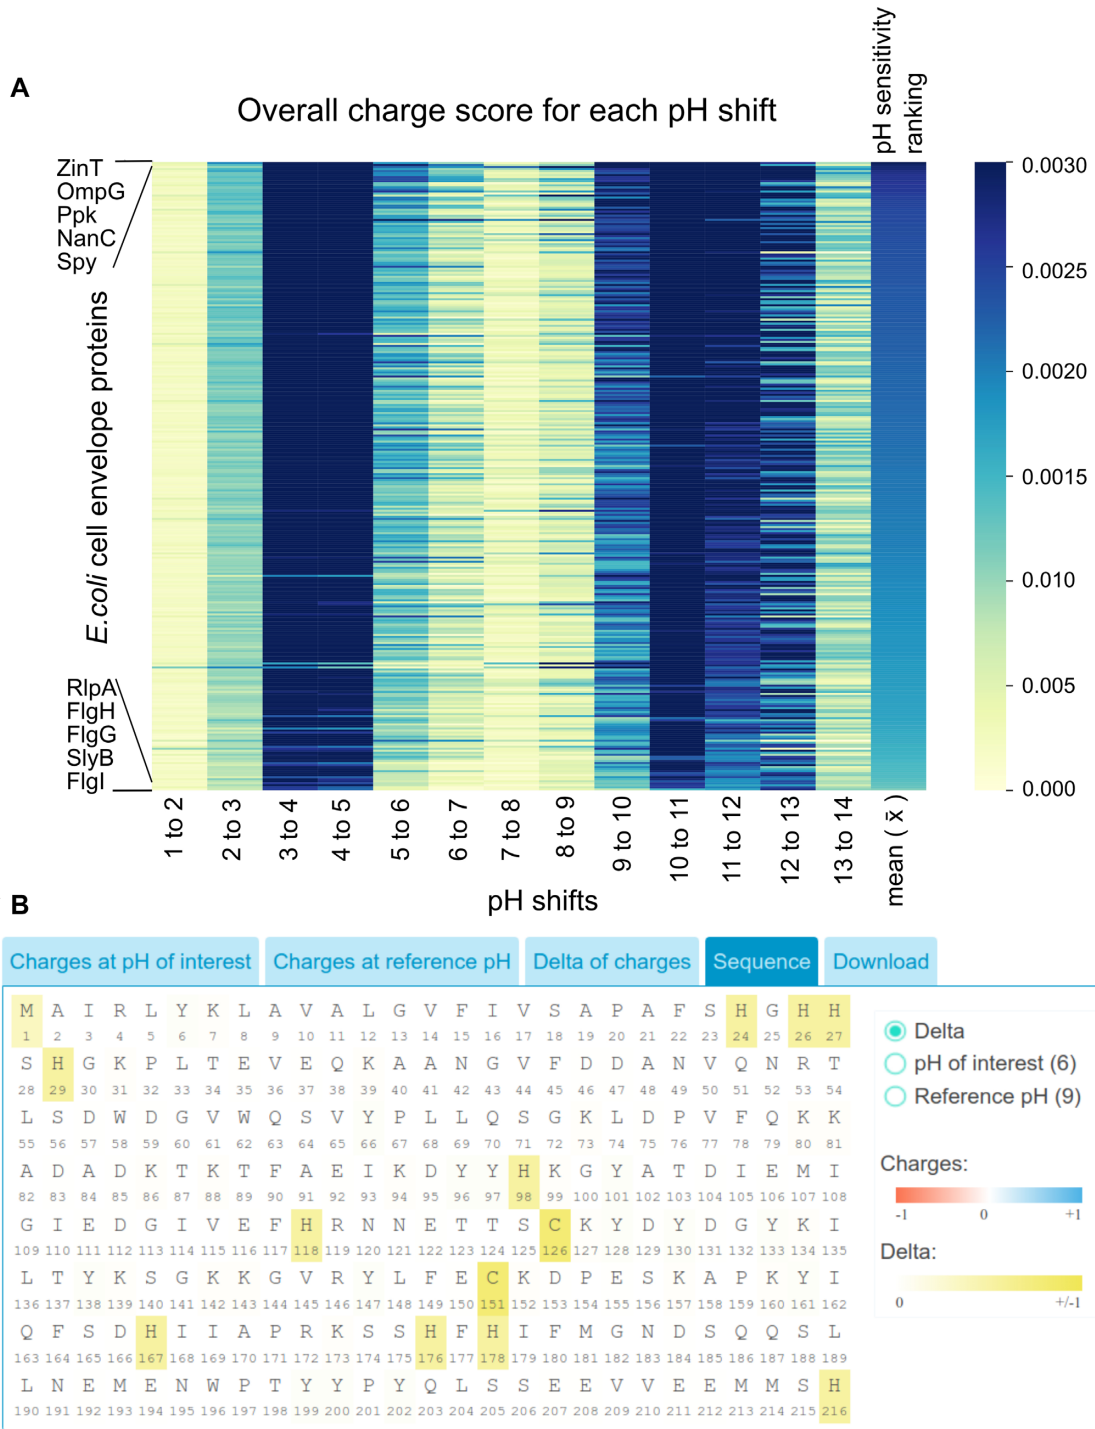 A
Overall charge score for each pH shift
pH sensitivity
ranking
ZinT
OmpG
Ppk
NanC
Spy
E.coli cell envelope proteins
RlpA
FlgH
FlgG
SlyB
FlgI
0.0030
0.0025
0.0020
0.0015
0.010
0.005
0.000
1 to 2
2 to 3
3 to 4
4 to 5
5 to 6
6 to 7
7 to 8
8 to 9
9 to 10
10 to 11
11 to 12
12 to 13
13 to 14
mean ( x̄ )
pH shifts
B
Charges at pH of interest Charges at reference pH Delta of charges Sequence Download
M A I R L Y K L A V A L G V F I V S A P A F S H G H H
1 2 3 4 5 6 7 8 9 10 11 12 13 14 15 16 17 18 19 20 21 22 23 24 25 26 27
S H G K P L T E V E Q K A A N G V F D D A N V Q N R T
28 29 30 31 32 33 34 35 36 37 38 39 40 41 42 43 44 45 46 47 48 49 50 51 52 53 54
L S D W D G V W Q S V Y P L L Q S G K L D P V F Q K K
55 56 57 58 59 60 61 62 63 64 65 66 67 68 69 70 71 72 73 74 75 76 77 78 79 80 81
A D A D K T K T F A E I K D Y Y H K G Y A T D I E M I
82 83 84 85 86 87 88 89 90 91 92 93 94 95 96 97 98 99 100 101 102 103 104 105 106 107 108
G I E D G I V E F H R N N E T T S C K Y D Y D G Y K I
109 110 111 112 113 114 115 116 117 118 119 120 121 122 123 124 125 126 127 128 129 130 131 132 133 134 135
L T Y K S G K K G V R Y L F E C K D P E S K A P K Y I
136 137 138 139 140 141 142 143 144 145 146 147 148 149 150 151 152 153 154 155 156 157 158 159 160 161 162
Q F S D H I I A P R K S S H F H I F M G N D S Q Q S L
163 164 165 166 167 168 169 170 171 172 173 174 175 176 177 178 179 180 181 182 183 184 185 186 187 188 189
L N E M E N W P T Y Y P Y Q L S S E E V V E E M M S H
190 191 192 193 194 195 196 197 198 199 200 201 202 203 204 205 206 207 208 209 210 211 212 213 214 215 216
Delta
pH of interest (6)
Reference pH (9)
Charges:
-1 0 +1
Delta:
0 +/-1